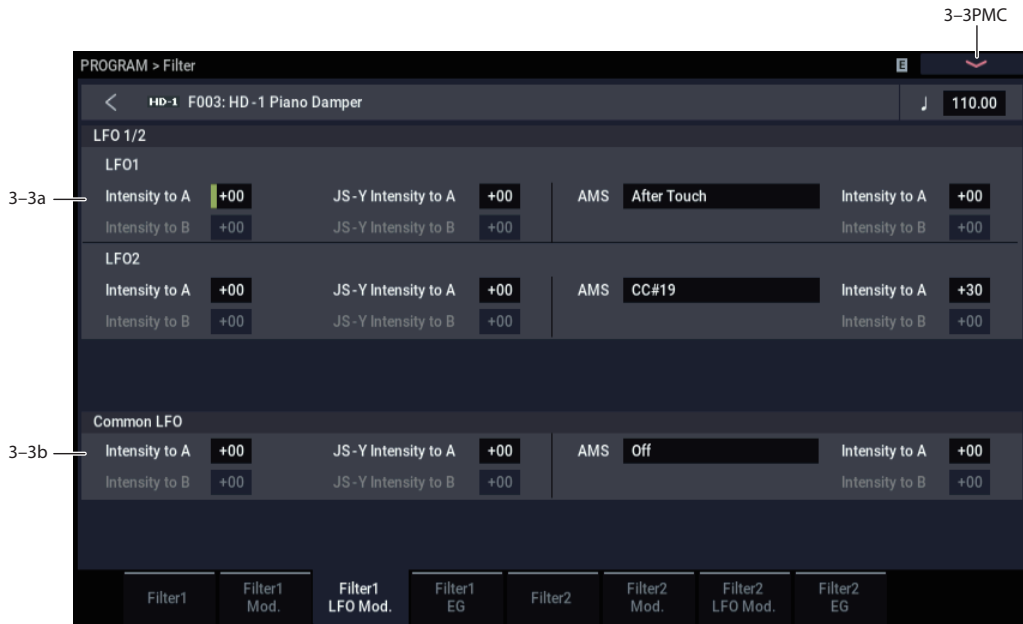 3–3PMC
PROGRAM > Filter E
HD-1 F003: HD-1 Piano Damper ♩ 110.00
LFO 1/2
LFO1
3–3a Intensity to A +00 JS-Y Intensity to A +00 AMS After Touch Intensity to A +00
Intensity to B +00 JS-Y Intensity to B +00 Intensity to B +00
LFO2
Intensity to A +00 JS-Y Intensity to A +00 AMS CC#19 Intensity to A +30
Intensity to B +00 JS-Y Intensity to B +00 Intensity to B +00
Common LFO
3–3b Intensity to A +00 JS-Y Intensity to A +00 AMS Off Intensity to A +00
Intensity to B +00 JS-Y Intensity to B +00 Intensity to B +00
Filter1
Filter1
Mod.
Filter1
LFO Mod.
Filter1
EG
Filter2
Filter2
Mod.
Filter2
LFO Mod.
Filter2
EG